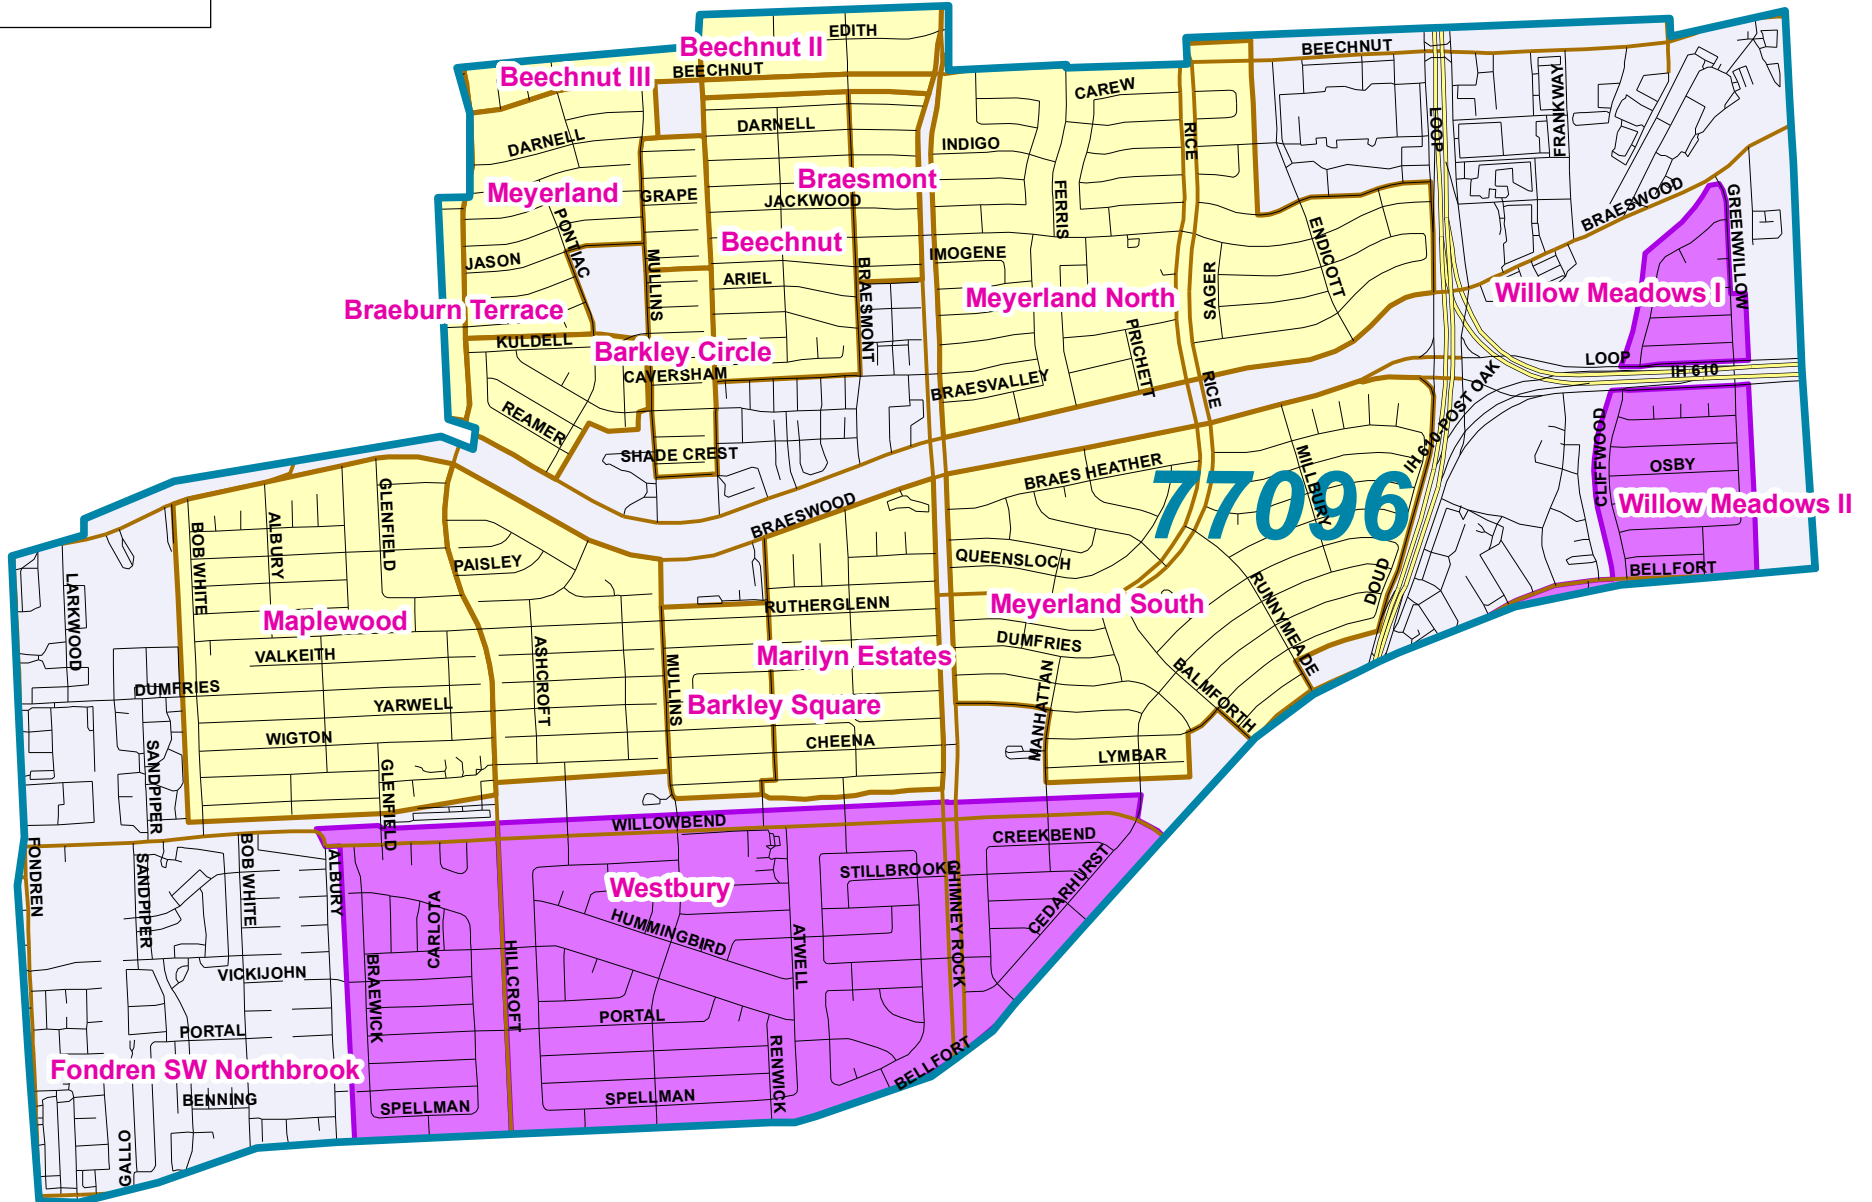 EDITH
Beechnut II
BEECHNUT
Beechnut III
BEECHNUT
CAREW
LOOP
FRANKWAY
DARNELL
DARNELL
INDIGO
RICE
Braesmont
Meyerland
GRAPE
JACKWOOD
FERRIS
BRAESWOOD
GREENWILLOW
PONTIAC
Beechnut
ENDICOTT
JASON
MULLINS
ARIEL
BRAESMONT
IMOGENE
SAGER
Meyerland North
Willow Meadows I
Braeburn Terrace
KULDELL
Barkley Circle
CAVERSHAM
PRICHETT
LOOP
IH 610
BRAESVALLEY
RICE
IH 610-POST OAK
REAMER
SHADE CREST
CLIFFWOOD
OSBY
BRAES HEATHER
MILLBURY
77096
Willow Meadows II
GLENFIELD
BRAESWOOD
ALBURY
BOB WHITE
PAISLEY
QUEENSLOCH
BELLFORT
LARKWOOD
RUNNYMEADE
DOUD
RUTHERGLENN
Meyerland South
Maplewood
VALKEITH
ASHCROFT
MULLINS
Marilyn Estates
DUMFRIES
DUMFRIES
YARWELL
Barkley Square
MANHATTAN
BALMFORTH
WIGTON
CHEENA
LYMBAR
SANDPIPER
GLENFIELD
WILLOWBEND
CREEKBEND
FONDREN
SANDPIPER
BOB WHITE
ALBURY
STILLBROOKE
CHIMNEY ROCK
CEDARHURST
Westbury
CARLOTA
HUMMINGBIRD
ATWELL
VICKIJOHN
BRAEWICK
HILLCROFT
PORTAL
PORTAL
RENWICK
BELLFORT
Fondren SW Northbrook
BENNING
SPELLMAN
SPELLMAN
GALLO